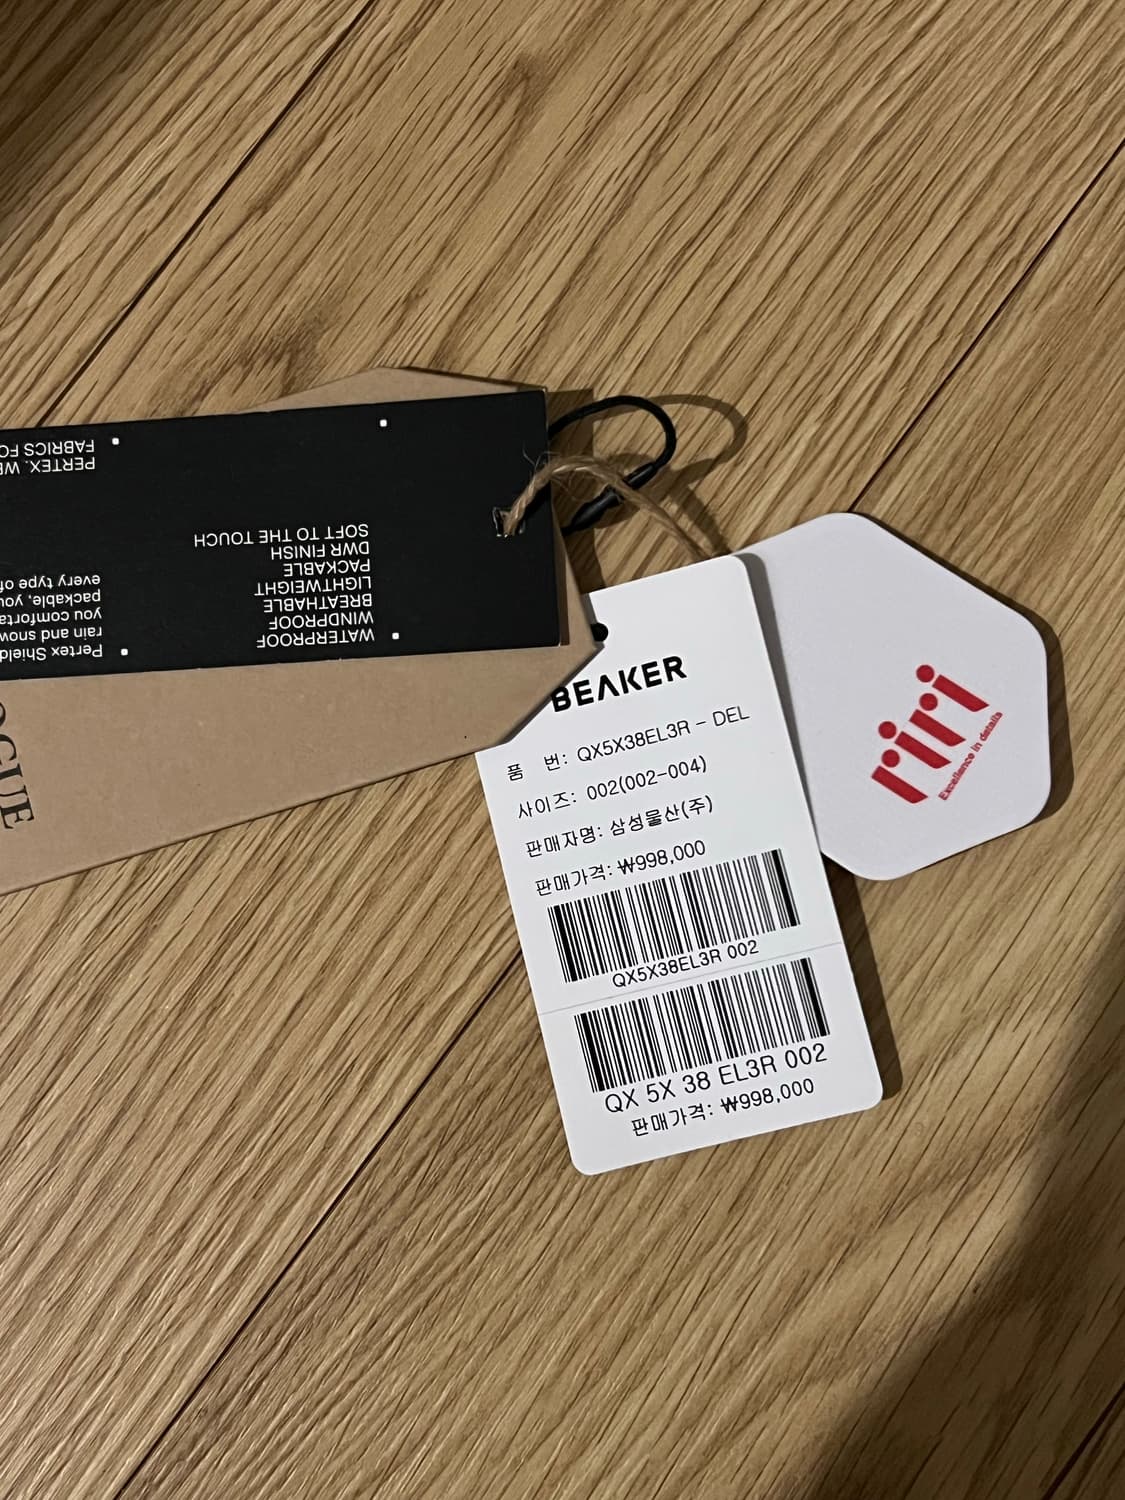 WATERPROOF
WINDPROOF
BREATHABLE
LIGHTWEIGHT
PACKABLE
DWR FINISH
SOFT TO THE TOUCH
Pertex Shield
rain and
you
packable, you
every type of
PERTEX.
FABRICS
BEAKER
품 번: QX5X38EL3R - DEL
사이즈: 002(002-004)
판매자명: 삼성물산(주)
판매가격: ₩998,000
QX5X38EL3R 002
QX 5X 38 EL3R 002
판매가격: ₩998,000
riri
Excellence in details